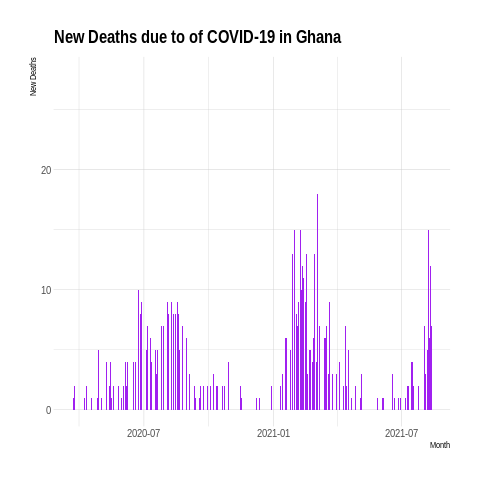 New Deaths due to of COVID-19 in Ghana
New Deaths
20
10
0
2020-07
2021-01
2021-07
Month